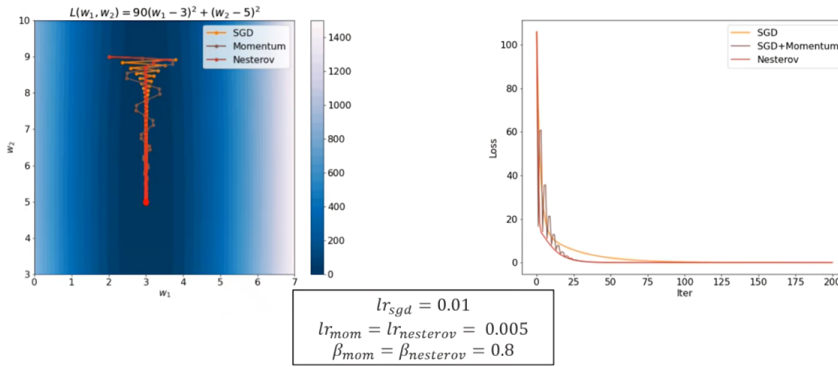 L(w₁, w₂) = 90(w₁−3)² + (w₂−5)²
SGD
Momentum
Nesterov
10
9
8
7
6
5
4
3
w₂
0
1
2
3
4
5
6
7
w₁
1400
1200
1000
800
600
400
200
0
SGD
SGD+Momentum
Nesterov
100
80
60
40
20
0
Loss
0
25
50
75
100
125
150
175
200
Iter
lr_sgd = 0.01
lr_mom = lr_nesterov = 0.005
β_mom = β_nesterov = 0.8